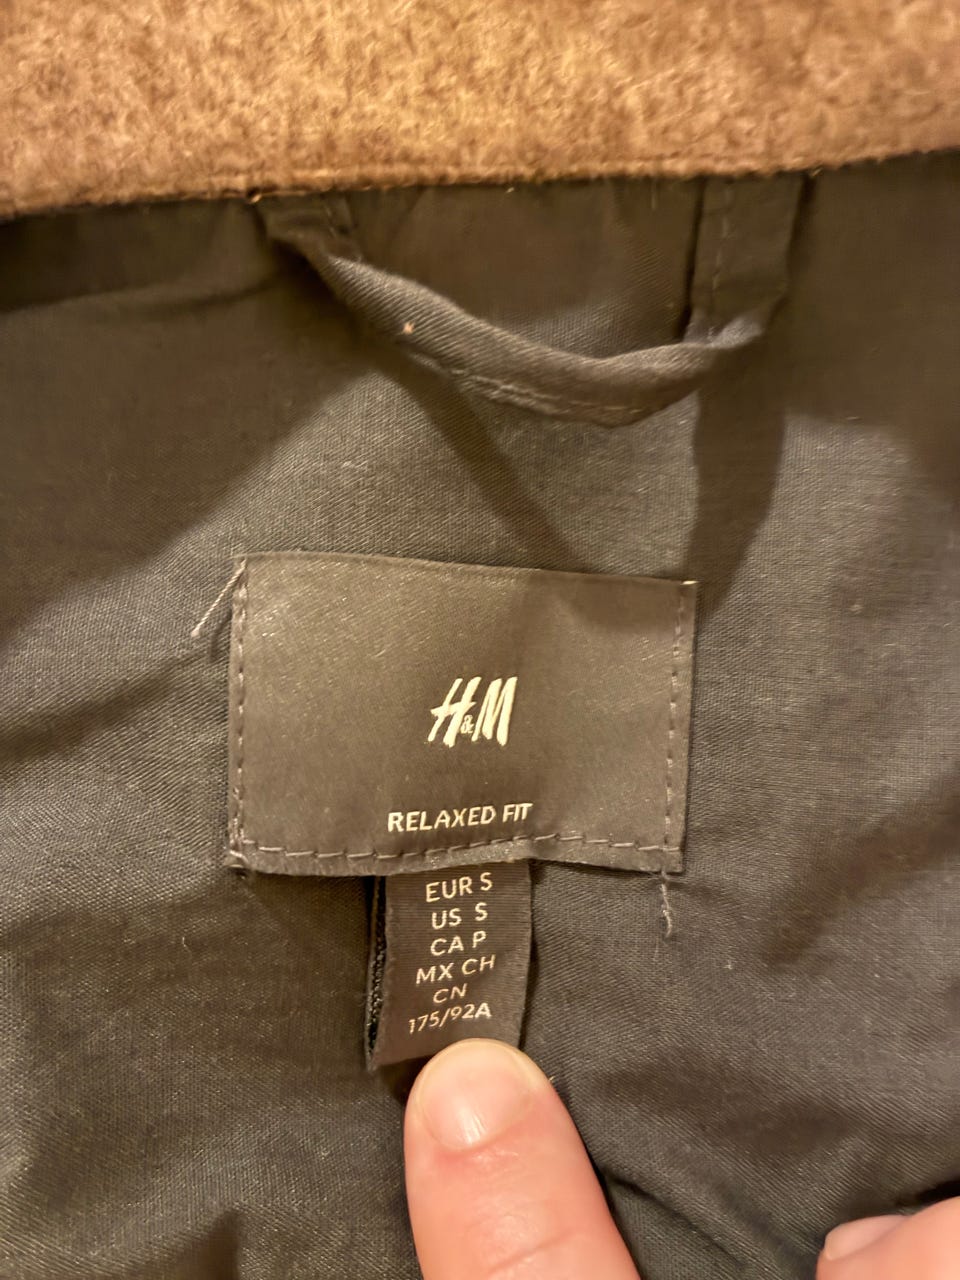 H&M
RELAXED FIT
EUR S
US S
CA P
MX CH
CN
175/92A